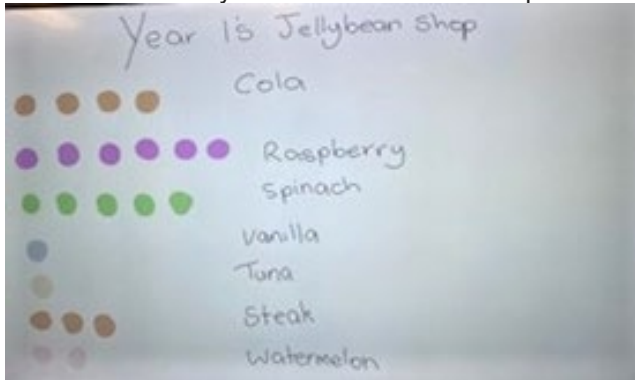 Year 1's Jellybean Shop
Cola
Raspberry
Spinach
Vanilla
Tuna
Steak
Watermelon